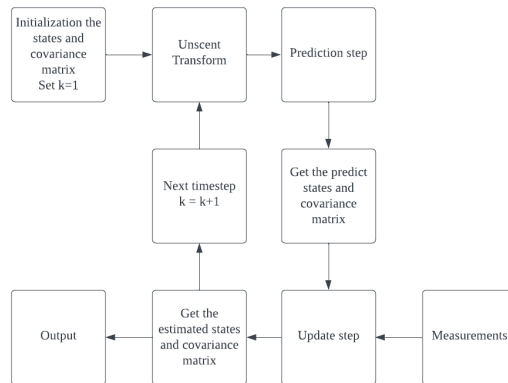 Initialization the
states and
covariance
matrix
Set k=1
Unscent
Transform
Prediction step
Next timestep
k = k+1
Get the predict
states and
covariance
matrix
Output
Get the
estimated states
and covariance
matrix
Update step
Measurements